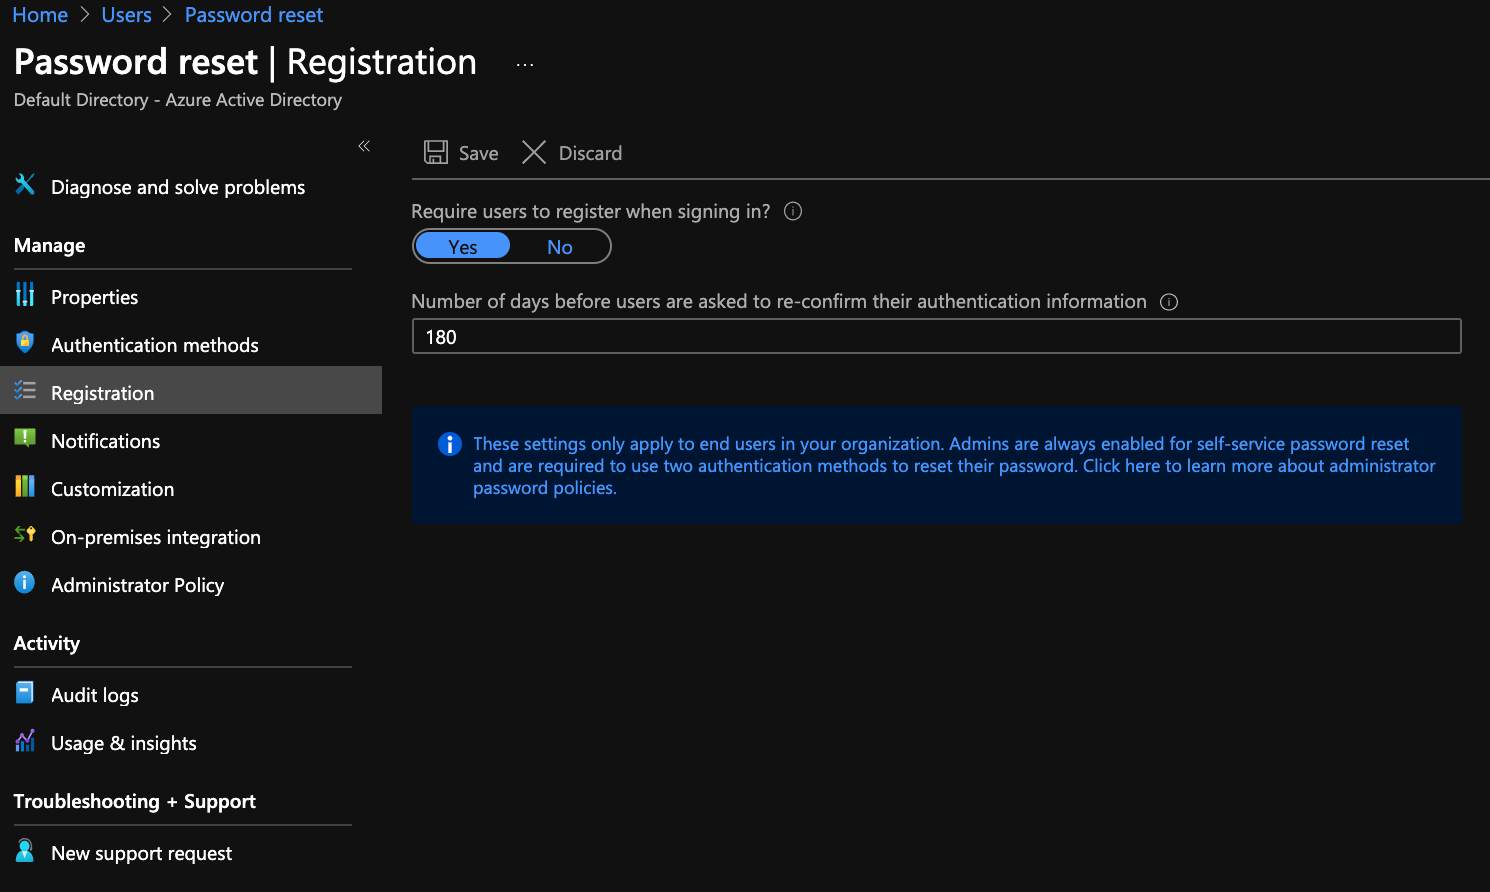 Home > Users > Password reset
Password reset | Registration ...
Default Directory - Azure Active Directory
«
Diagnose and solve problems
Manage
Properties
Authentication methods
Registration
Notifications
Customization
On-premises integration
Administrator Policy
Activity
Audit logs
Usage & insights
Troubleshooting + Support
New support request
Save Discard
Require users to register when signing in?
Yes No
Number of days before users are asked to re-confirm their authentication information
180
These settings only apply to end users in your organization. Admins are always enabled for self-service password reset
and are required to use two authentication methods to reset their password. Click here to learn more about administrator
password policies.